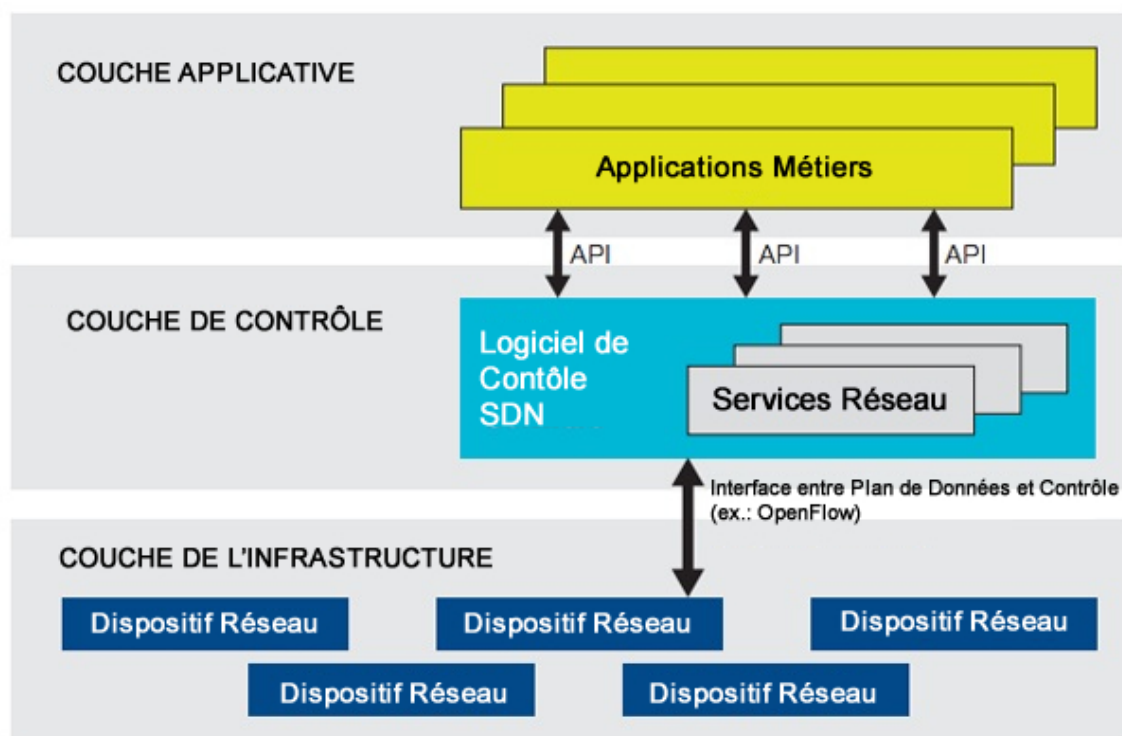 COUCHE APPLICATIVE
Applications Métiers
API
API
API
COUCHE DE CONTRÔLE
Logiciel de
Contôle
SDN
Services Réseau
Interface entre Plan de Données et Contrôle
(ex.: OpenFlow)
COUCHE DE L'INFRASTRUCTURE
Dispositif Réseau
Dispositif Réseau
Dispositif Réseau
Dispositif Réseau
Dispositif Réseau